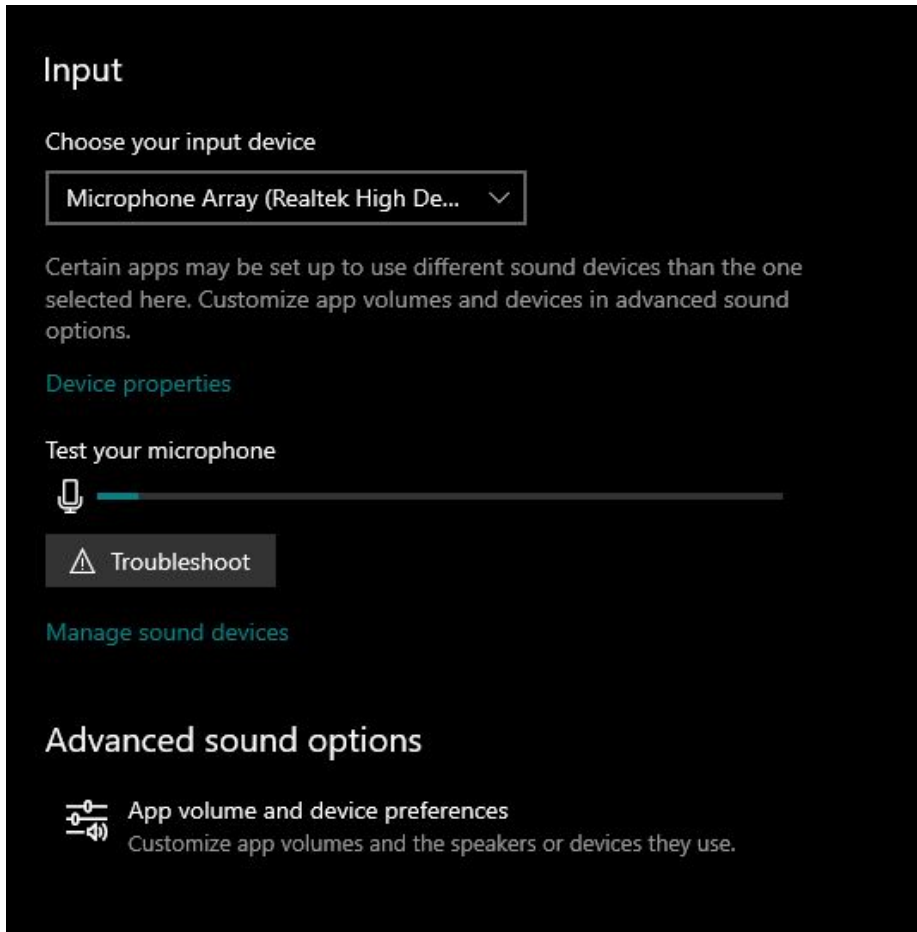 Input
Choose your input device
Microphone Array (Realtek High De...
Certain apps may be set up to use different sound devices than the one
selected here. Customize app volumes and devices in advanced sound
options.
Device properties
Test your microphone
Troubleshoot
Manage sound devices
Advanced sound options
App volume and device preferences
Customize app volumes and the speakers or devices they use.